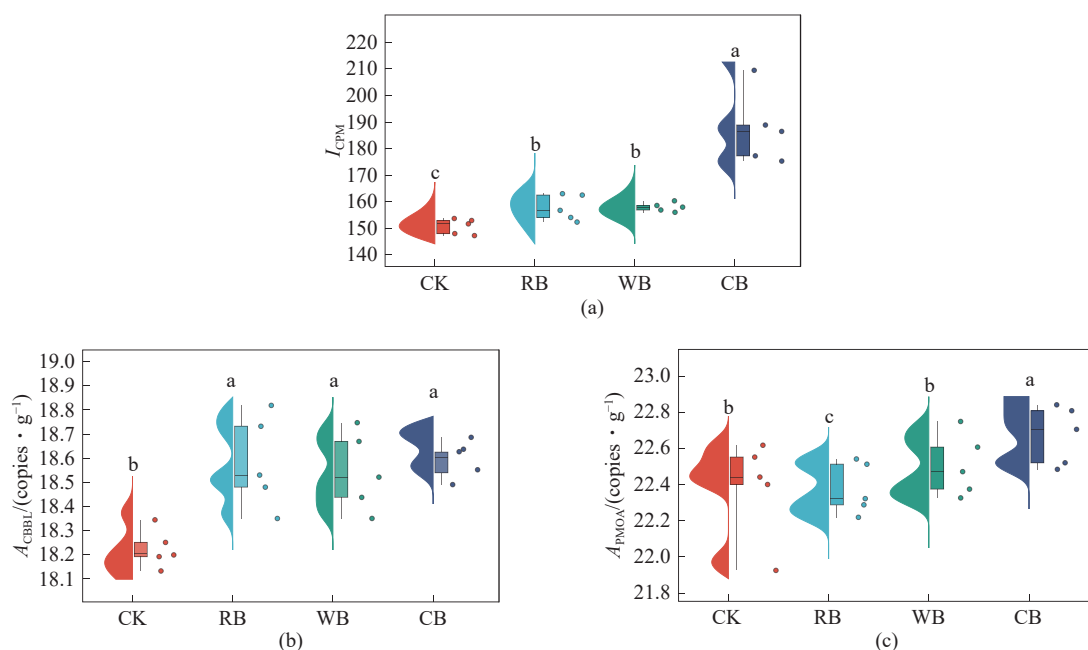 220
210
200
190
180
170
160
150
140
I_CPM
c
b
b
a
CK RB WB CB
(a)
19.0
18.9
18.8
18.7
18.6
18.5
18.4
18.3
18.2
18.1
A_CBBL/(copies · g⁻¹)
b
a
a
a
CK RB WB CB
(b)
23.0
22.8
22.6
22.4
22.2
22.0
21.8
A_PMOA/(copies · g⁻¹)
b
c
b
a
CK RB WB CB
(c)